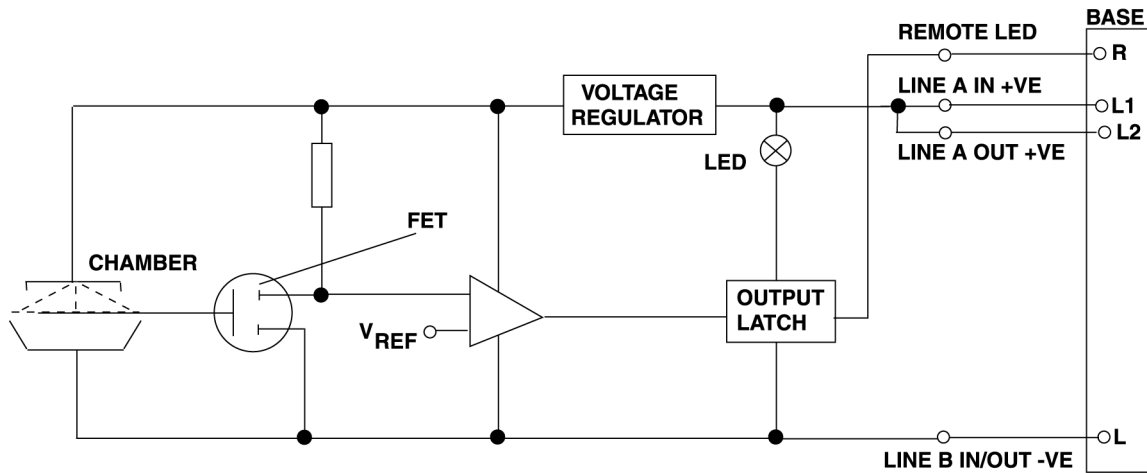 BASE
REMOTE LED
R
LINE A IN +VE
L1
VOLTAGE
REGULATOR
L2
LINE A OUT +VE
LED
FET
CHAMBER
OUTPUT
LATCH
VREF
L
LINE B IN/OUT -VE